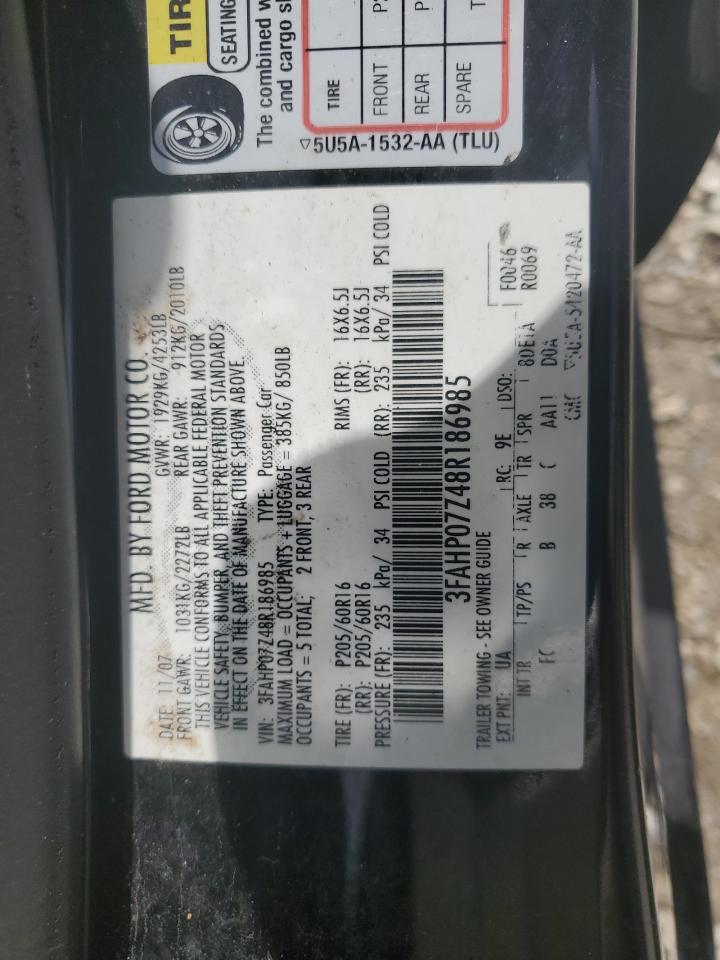 TIR
SEATING
The combined w
and cargo s
TIRE
FRONT P
REAR P
SPARE T
▽5U5A-1532-AA (TLU)
MFD. BY FORD MOTOR CO.
DATE: 11/07 GVWR: 1929KG/4253LB
FRONT GAWR: 1031KG/2272LB REAR GAWR: 912KG/2010LB
THIS VEHICLE CONFORMS TO ALL APPLICABLE FEDERAL MOTOR
VEHICLE SAFETY, BUMPER, AND THEFT PREVENTION STANDARDS
IN EFFECT ON THE DATE OF MANUFACTURE SHOWN ABOVE.
VIN: 3FAHP07Z48R186985 TYPE: Passenger Car
MAXIMUM LOAD = OCCUPANTS + LUGGAGE = 385KG/ 850LB
OCCUPANTS = 5 TOTAL; 2 FRONT, 3 REAR
TIRE (FR): P205/60R16 RIMS (FR): 16X6.5J
(RR): P205/60R16 (RR): 16X6.5J
PRESSURE (FR): 235 kPa/ 34 PSI COLD (RR): 235 kPa/ 34 PSI COLD
3FAHP07Z48R186985
TRAILER TOWING - SEE OWNER GUIDE
F0046
R0069
EXT PNT: UA RC: 9E DSO:
INT TR TP/PS R AXLE TR SPR 8DE1A
FC B 38 C AA11 D0A